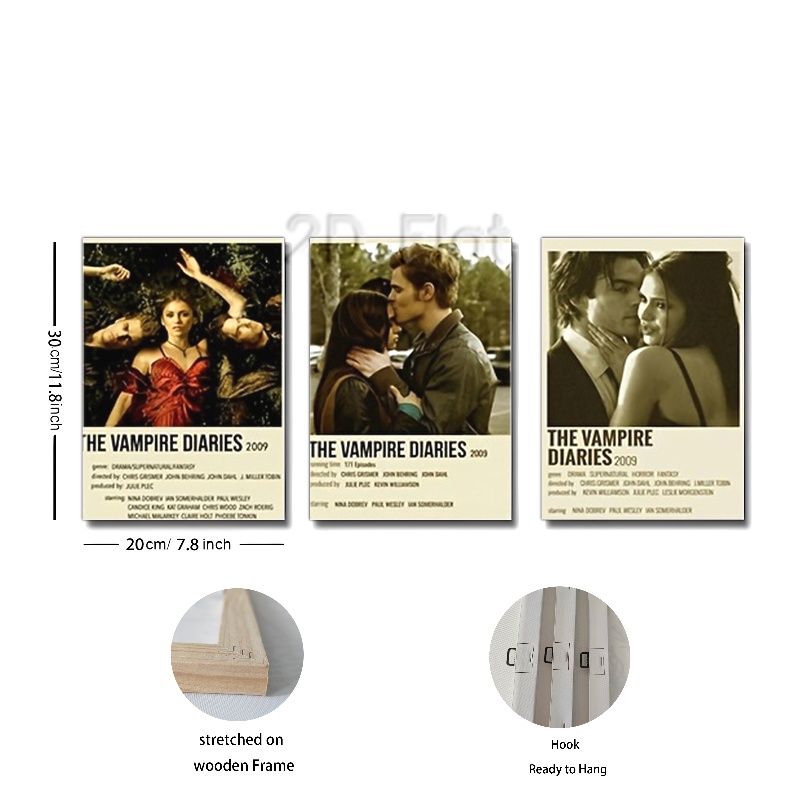 2D Flat
THE VAMPIRE DIARIES 2009
genre: DRAMA/SUPERNATURAL/FANTASY
directed by: CHRIS GRISMER JOHN BEHRING JOHN DAHL J. MILLER TOBIN
produced by: JULIE PLEC
starring: NINA DOBREV IAN SOMERHALDER PAUL WESLEY
CANDICE KING KAT GRAHAM CHRIS WOOD ZACH ROERIG
MICHAEL MALARKEY CLAIRE HOLT PHOEBE TONKIN
THE VAMPIRE DIARIES 2009
running time 171 Episodes
directed by CHRIS GRISMER JOHN BEHRING JOHN DAHL
produced by JULIE PLEC KEVIN WILLIAMSON
starring NINA DOBREV PAUL WESLEY IAN SOMERHALDER
THE VAMPIRE
DIARIES 2009
genre DRAMA SUPERNATURAL HORROR FANTASY
directed by CHRIS GRISMER JOHN DAHL JOHN BEHRING J.MILLER TOBIN
produced by KEVIN WILLIAMSON JULIE PLEC LESLIE MORGENSTEIN
starring NINA DOBREV PAUL WESLEY IAN SOMERHALDER
30cm/11.8inch
20cm/ 7.8 inch
stretched on
wooden Frame
Hook
Ready to Hang